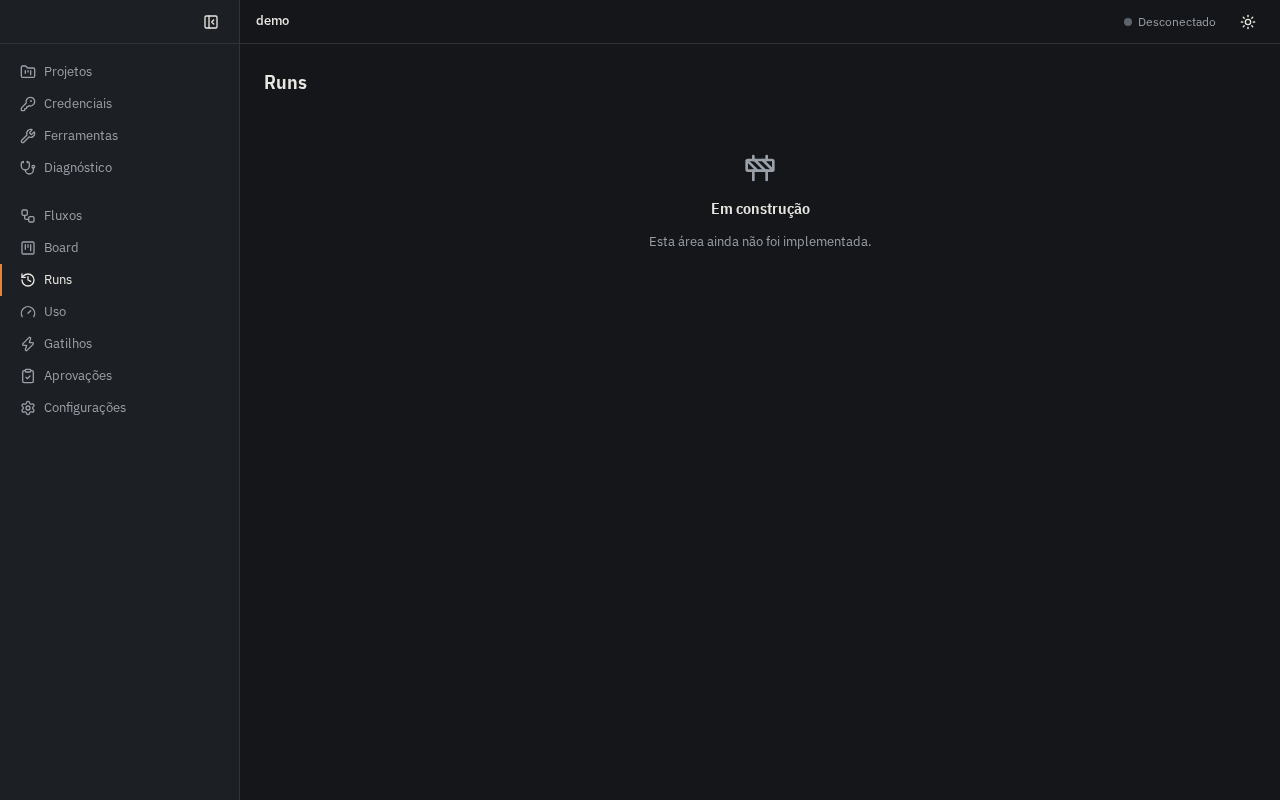 demo
Desconectado
Projetos
Credenciais
Ferramentas
Diagnóstico
Fluxos
Board
Runs
Uso
Gatilhos
Aprovações
Configurações
Runs
Em construção
Esta área ainda não foi implementada.